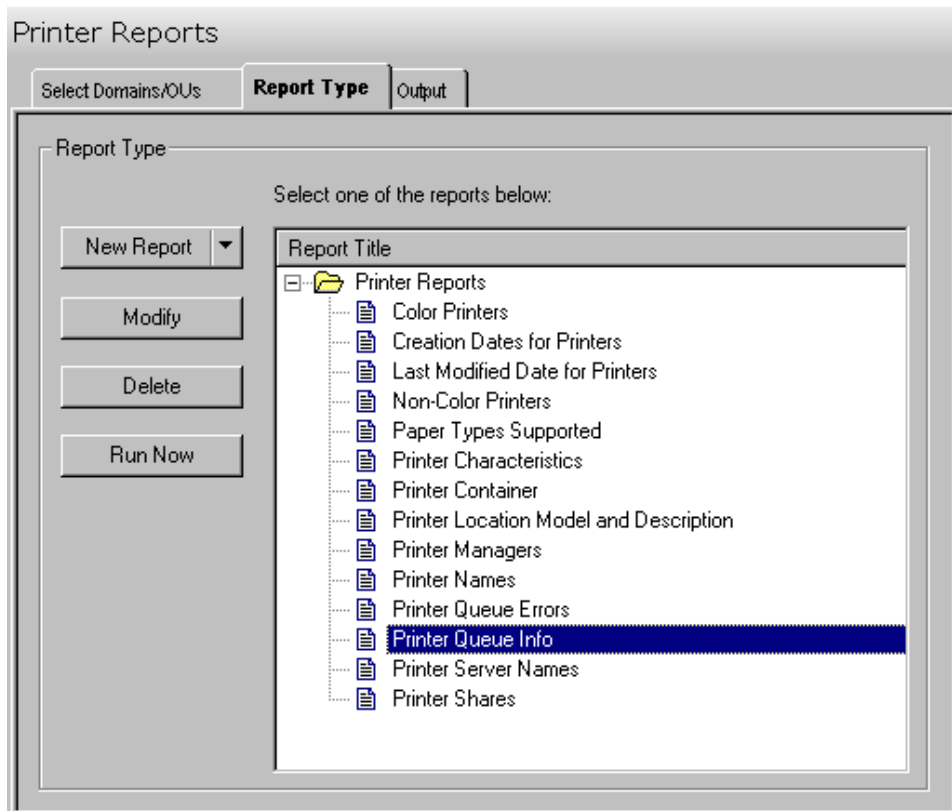 Printer Reports
Select Domains/OUs
Report Type
Output
Report Type
Select one of the reports below:
New Report
Modify
Delete
Run Now
Report Title
Printer Reports
Color Printers
Creation Dates for Printers
Last Modified Date for Printers
Non-Color Printers
Paper Types Supported
Printer Characteristics
Printer Container
Printer Location Model and Description
Printer Managers
Printer Names
Printer Queue Errors
Printer Queue Info
Printer Server Names
Printer Shares